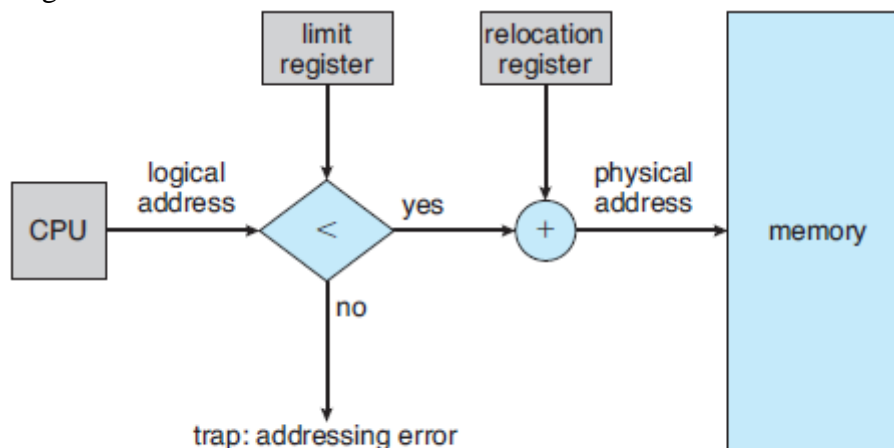 limit
register
relocation
register
logical
address
physical
address
CPU
<
yes
+
memory
no
trap: addressing error